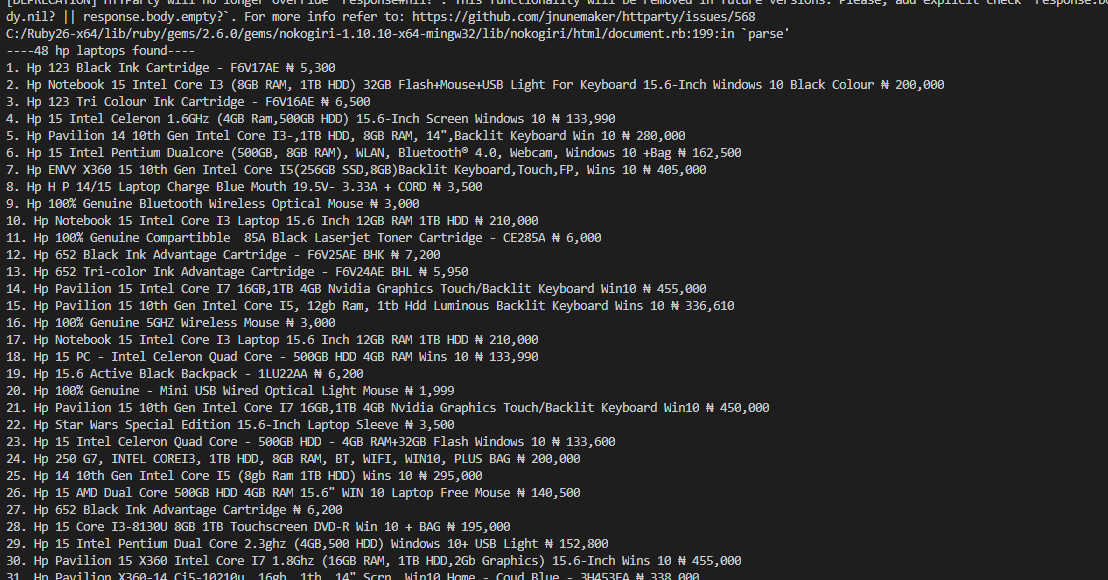 [DEPRECATION] HTTParty will no longer override `response#nil?`. This functionality will be removed in future versions. Please, add explicit check `response.bo
dy.nil? || response.body.empty?`. For more info refer to: https://github.com/jnunemaker/httparty/issues/568
C:/Ruby26-x64/lib/ruby/gems/2.6.0/gems/nokogiri-1.10.10-x64-mingw32/lib/nokogiri/html/document.rb:199:in `parse'
----48 hp laptops found----
1. Hp 123 Black Ink Cartridge - F6V17AE ₦ 5,300
2. Hp Notebook 15 Intel Core I3 (8GB RAM, 1TB HDD) 32GB Flash+Mouse+USB Light For Keyboard 15.6-Inch Windows 10 Black Colour ₦ 200,000
3. Hp 123 Tri Colour Ink Cartridge - F6V16AE ₦ 6,500
4. Hp 15 Intel Celeron 1.6GHz (4GB Ram,500GB HDD) 15.6-Inch Screen Windows 10 ₦ 133,990
5. Hp Pavilion 14 10th Gen Intel Core I3-,1TB HDD, 8GB RAM, 14",Backlit Keyboard Win 10 ₦ 280,000
6. Hp 15 Intel Pentium Dualcore (500GB, 8GB RAM), WLAN, Bluetooth® 4.0, Webcam, Windows 10 +Bag ₦ 162,500
7. Hp ENVY X360 15 10th Gen Intel Core I5(256GB SSD,8GB)Backlit Keyboard,Touch,FP, Wins 10 ₦ 405,000
8. Hp H P 14/15 Laptop Charge Blue Mouth 19.5V- 3.33A + CORD ₦ 3,500
9. Hp 100% Genuine Bluetooth Wireless Optical Mouse ₦ 3,000
10. Hp Notebook 15 Intel Core I3 Laptop 15.6 Inch 12GB RAM 1TB HDD ₦ 210,000
11. Hp 100% Genuine Compartibble  85A Black Laserjet Toner Cartridge - CE285A ₦ 6,000
12. Hp 652 Black Ink Advantage Cartridge - F6V25AE BHK ₦ 7,200
13. Hp 652 Tri-color Ink Advantage Cartridge - F6V24AE BHL ₦ 5,950
14. Hp Pavilion 15 Intel Core I7 16GB,1TB 4GB Nvidia Graphics Touch/Backlit Keyboard Win10 ₦ 455,000
15. Hp Pavilion 15 10th Gen Intel Core I5, 12gb Ram, 1tb Hdd Luminous Backlit Keyboard Wins 10 ₦ 336,610
16. Hp 100% Genuine 5GHZ Wireless Mouse ₦ 3,000
17. Hp Notebook 15 Intel Core I3 Laptop 15.6 Inch 12GB RAM 1TB HDD ₦ 210,000
18. Hp 15 PC - Intel Celeron Quad Core - 500GB HDD 4GB RAM Wins 10 ₦ 133,990
19. Hp 15.6 Active Black Backpack - 1LU22AA ₦ 6,200
20. Hp 100% Genuine - Mini USB Wired Optical Light Mouse ₦ 1,999
21. Hp Pavilion 15 10th Gen Intel Core I7 16GB,1TB 4GB Nvidia Graphics Touch/Backlit Keyboard Win10 ₦ 450,000
22. Hp Star Wars Special Edition 15.6-Inch Laptop Sleeve ₦ 3,500
23. Hp 15 Intel Celeron Quad Core - 500GB HDD - 4GB RAM+32GB Flash Windows 10 ₦ 133,600
24. Hp 250 G7, INTEL COREI3, 1TB HDD, 8GB RAM, BT, WIFI, WIN10, PLUS BAG ₦ 200,000
25. Hp 14 10th Gen Intel Core I5 (8gb Ram 1TB HDD) Wins 10 ₦ 295,000
26. Hp 15 AMD Dual Core 500GB HDD 4GB RAM 15.6" WIN 10 Laptop Free Mouse ₦ 140,500
27. Hp 652 Black Ink Advantage Cartridge ₦ 6,200
28. Hp 15 Core I3-8130U 8GB 1TB Touchscreen DVD-R Win 10 + BAG ₦ 195,000
29. Hp 15 Intel Pentium Dual Core 2.3ghz (4GB,500 HDD) Windows 10+ USB Light ₦ 152,800
30. Hp Pavilion 15 X360 Intel Core I7 1.8Ghz (16GB RAM, 1TB HDD,2Gb Graphics) 15.6-Inch Wins 10 ₦ 455,000
31. Hp Pavilion X360-14 Ci5-10210u, 16gb, 1tb, 14" Scrn, Win10 Home - Coud Blue - 3H453EA ₦ 338,000